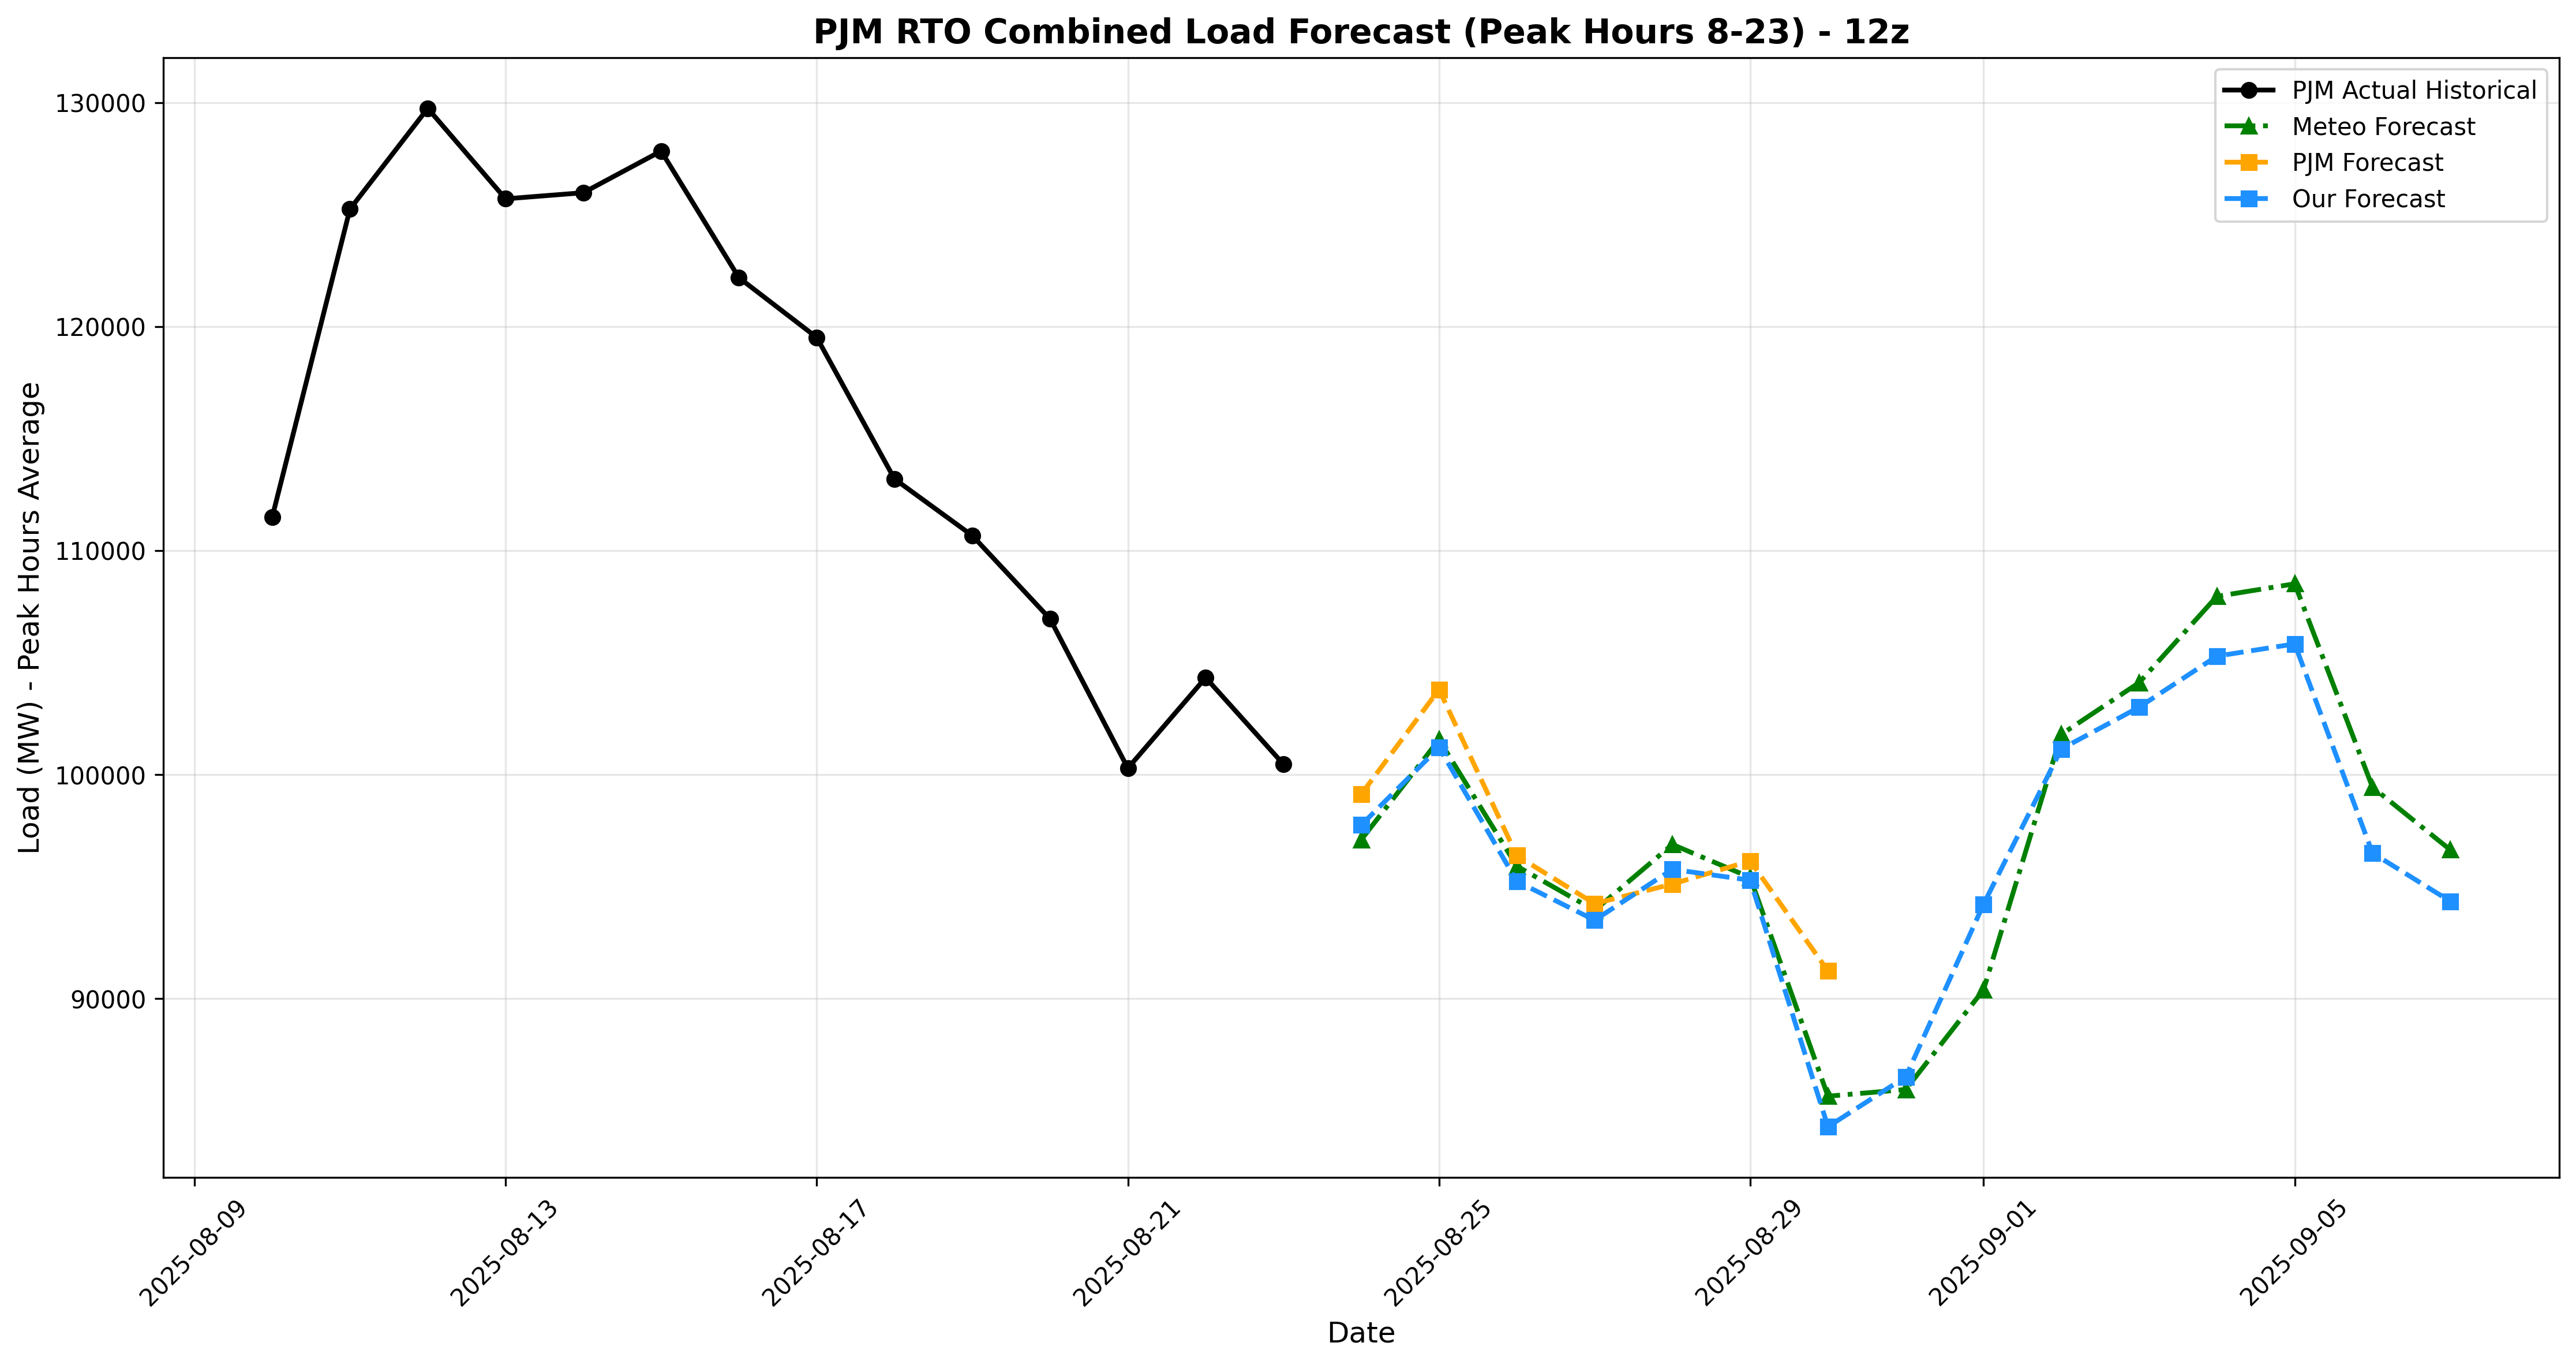 PJM RTO Combined Load Forecast (Peak Hours 8-23) - 12z
PJM Actual Historical
Meteo Forecast
PJM Forecast
Our Forecast
Load (MW) - Peak Hours Average
130000
120000
110000
100000
90000
2025-08-09
2025-08-13
2025-08-17
2025-08-21
2025-08-25
2025-08-29
2025-09-01
2025-09-05
Date